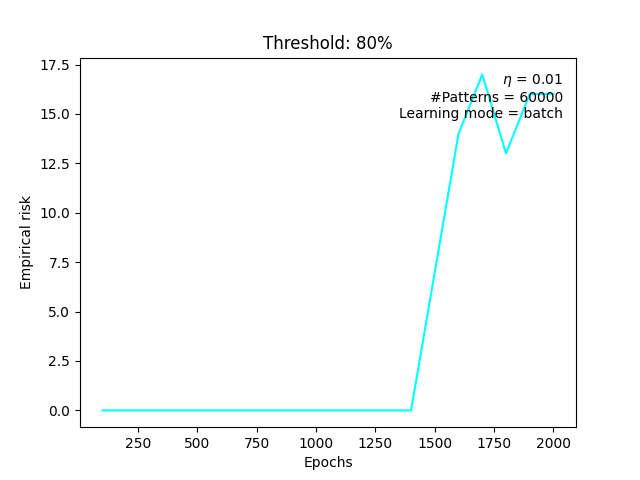 Threshold: 80%
η = 0.01
#Patterns = 60000
Learning mode = batch
Empirical risk
17.5
15.0
12.5
10.0
7.5
5.0
2.5
0.0
250 500 750 1000 1250 1500 1750 2000
Epochs